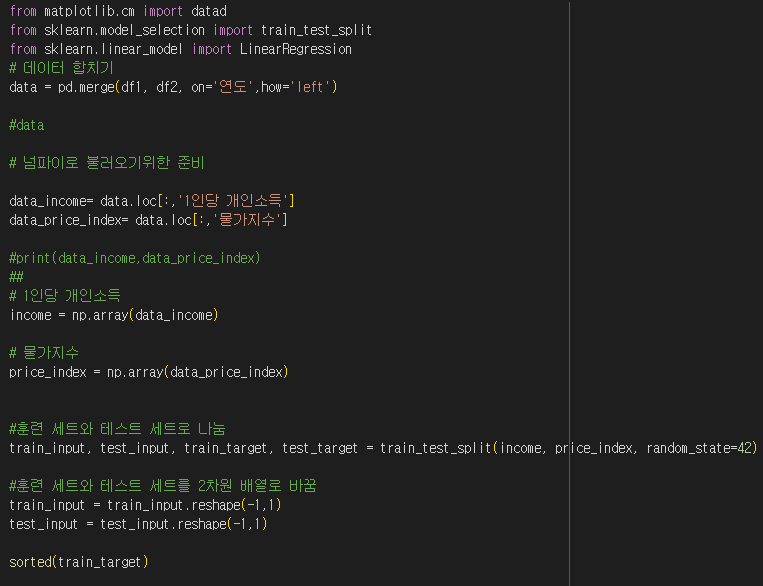 from matplotlib.cm import datad
from sklearn.model_selection import train_test_split
from sklearn.linear_model import LinearRegression
# 데이터 합치기
data = pd.merge(df1, df2, on='연도',how='left')
#data
# 넘파이로 불러오기위한 준비
data_income= data.loc[:,'1인당 개인소득']
data_price_index= data.loc[:,'물가지수']
#print(data_income,data_price_index)
##
# 1인당 개인소득
income = np.array(data_income)
# 물가지수
price_index = np.array(data_price_index)
#훈련 세트와 테스트 세트로 나눔
train_input, test_input, train_target, test_target = train_test_split(income, price_index, random_state=42)
#훈련 세트와 테스트 세트를 2차원 배열로 바꿈
train_input = train_input.reshape(-1,1)
test_input = test_input.reshape(-1,1)
sorted(train_target)